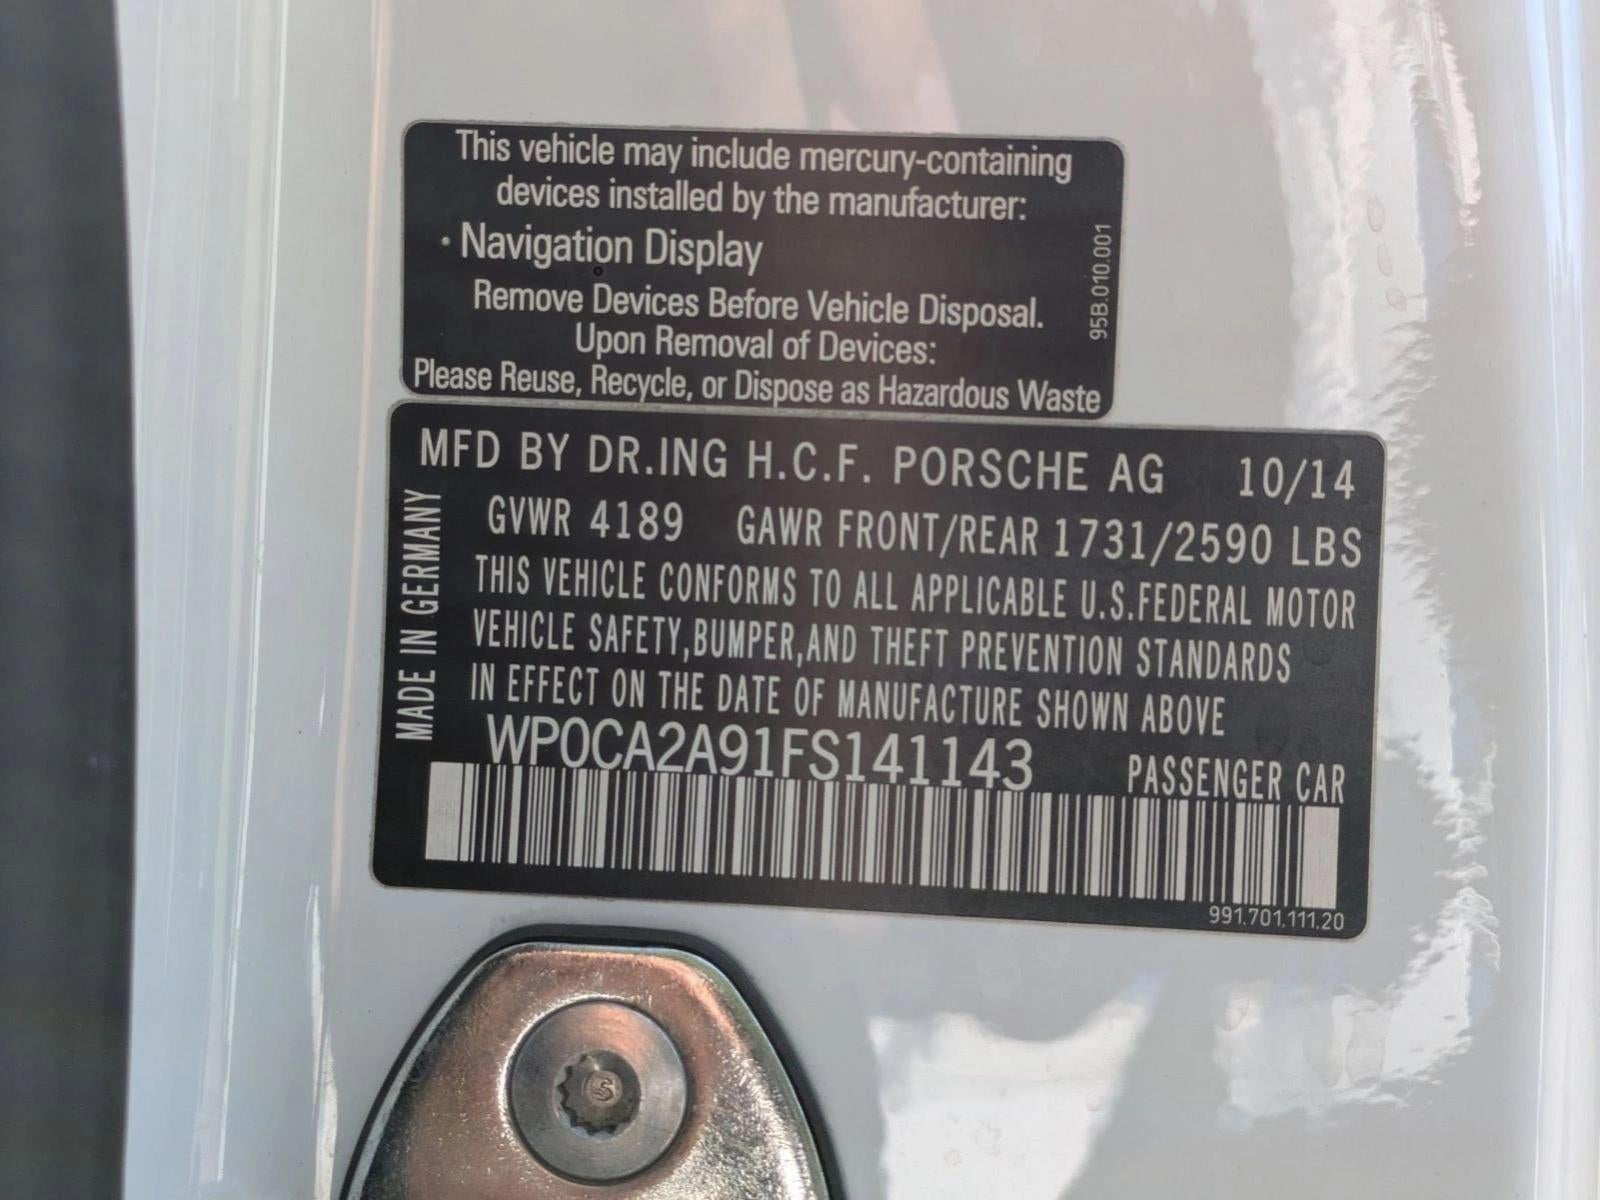 This vehicle may include mercury-containing
devices installed by the manufacturer:
· Navigation Display
Remove Devices Before Vehicle Disposal.
Upon Removal of Devices:
Please Reuse, Recycle, or Dispose as Hazardous Waste
95B.010.001
MFD BY DR.ING H.C.F. PORSCHE AG 10/14
GVWR 4189 GAWR FRONT/REAR 1731/2590 LBS
THIS VEHICLE CONFORMS TO ALL APPLICABLE U.S.FEDERAL MOTOR
VEHICLE SAFETY,BUMPER,AND THEFT PREVENTION STANDARDS
IN EFFECT ON THE DATE OF MANUFACTURE SHOWN ABOVE
WP0CA2A91FS141143 PASSENGER CAR
MADE IN GERMANY
991.701.111.20
S